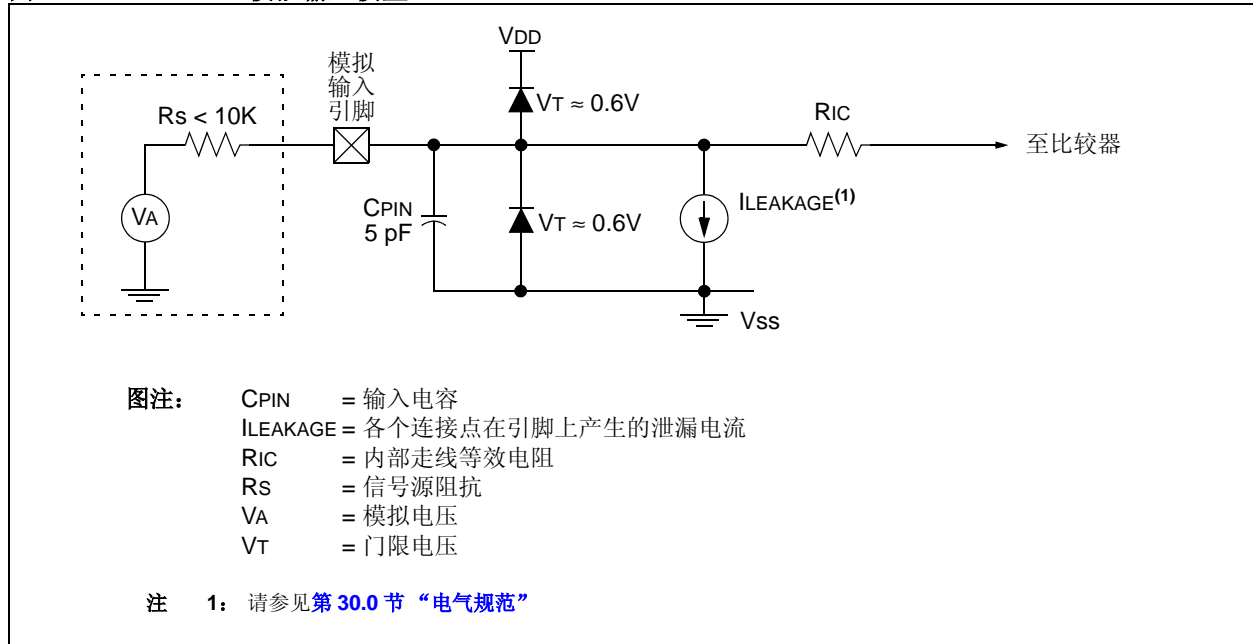 VDD
模拟
输入
引脚
VT ≈ 0.6V
RS < 10K
RIC
至比较器
VA
CPIN
5 pF
VT ≈ 0.6V
ILEAKAGE(1)
VSS
图注： CPIN = 输入电容
ILEAKAGE = 各个连接点在引脚上产生的泄漏电流
RIC = 内部走线等效电阻
RS = 信号源阻抗
VA = 模拟电压
VT = 门限电压
注 1： 请参见第 30.0 节 “电气规范”